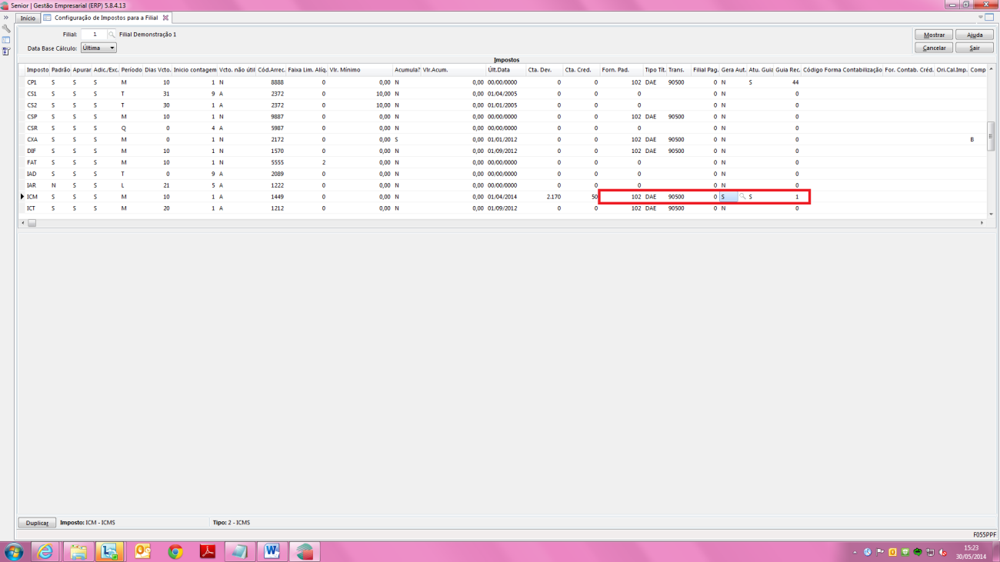 Senior | Gestão Empresarial (ERP) 5.8.4.13
Início Configuração de Impostos para a Filial
Filial: 1 Filial Demonstração 1 Mostrar Ajuda
Data Base Cálculo: Última Cancelar Sair
Impostos
Imposto Padrão Apurar Adic./Exc. Período Dias Vcto. Inicio contagem Vcto. não útil Cód.Arrec. Faixa Lim. Alíq. Vlr. Mínimo Acumula? Vlr.Acum. Últ.Data Cta. Dev. Cta. Cred. Forn. Pad. Tipo Tít. Trans. Filial Pag. Gera Aut. Atu. Guia Guia Rec. Código Forma Contabilização For. Contab. Créd. Ori.Cal.Imp. Comp
CP1 S S S M 10 1 N 8888 0 0,00 N 0,00 00/00/0000 0 0 102 DAE 90500 0 N S 44
CS1 S S S T 31 9 A 2372 0 10,00 N 0,00 01/04/2005 0 0 0 0 N 0
CS2 S S S T 30 1 A 2372 0 10,00 N 0,00 01/01/2005 0 0 0 0 N 0
CSP S S S M 10 1 N 9887 0 0,00 N 0,00 00/00/0000 0 0 102 DAE 90500 0 N 0
CSR S S S Q 0 4 A 5987 0 0,00 N 0,00 00/00/0000 0 0 0 0 N 0
CXA S S S M 0 1 N 2172 0 0,00 S 0,00 01/01/2012 0 0 102 DAE 90500 0 N 0 B
DIF S S S M 10 1 N 1570 0 0,00 N 0,00 01/09/2012 0 0 102 DAE 90500 0 N 0
FAT S S S M 10 1 N 5555 2 0,00 N 0,00 00/00/0000 0 0 0 0 N 0
IAD S S S T 0 9 A 2089 0 0,00 N 0,00 00/00/0000 0 0 0 0 N 0
IAR N S S L 21 5 A 1222 0 0,00 N 0,00 00/00/0000 0 0 0 0 N 0
ICM S S S M 10 1 A 1449 0 0,00 N 0,00 01/04/2014 2.170 50 102 DAE 90500 0 S S 1
ICT S S S M 20 1 A 1212 0 0,00 N 0,00 01/09/2012 0 0 102 DAE 90500 0 N 0
Duplicar Imposto: ICM - ICMS Tipo: 2 - ICMS
F055PPF
15:23
30/05/2014